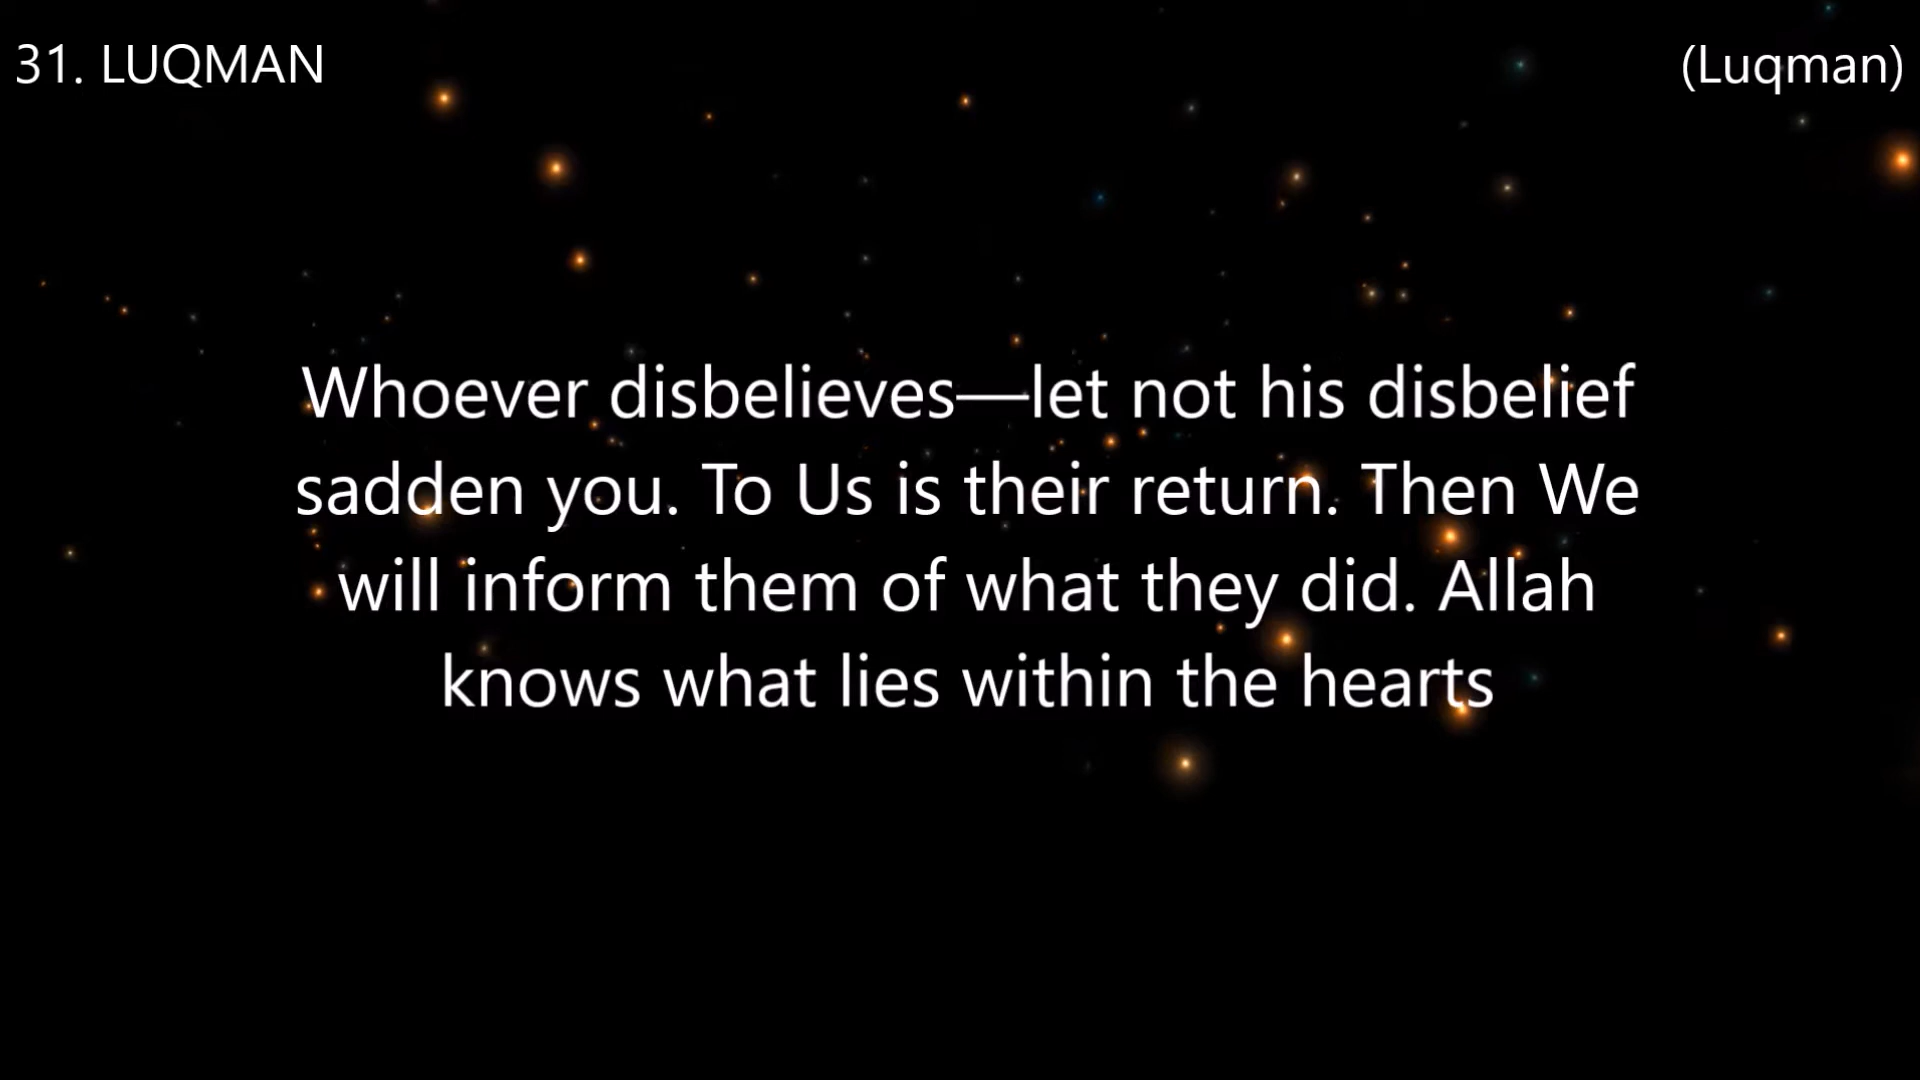 31. LUQMAN
(Luqman)
Whoever disbelieves—let not his disbelief
sadden you. To Us is their return. Then We
will inform them of what they did. Allah
knows what lies within the hearts